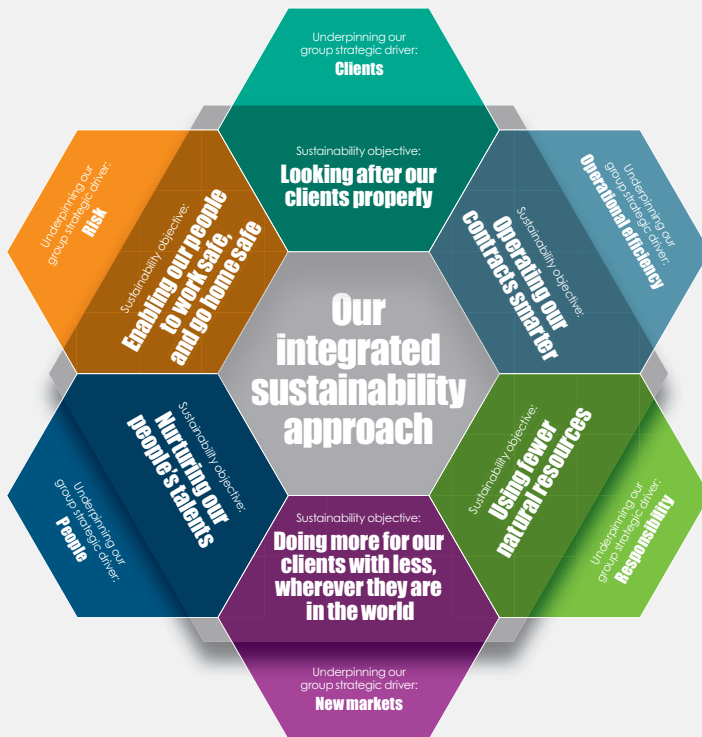 Underpinning our
group strategic driver:
Clients
Sustainability objective:
Looking after our
clients properly
Underpinning our
group strategic driver:
Operational efficiency
Sustainability objective:
Operating our
contracts smarter
Underpinning our
group strategic driver:
Risk
Sustainability objective:
Enabling our people
to work safe,
and go home safe
Our
integrated
sustainability
approach
Sustainability objective:
Nurturing our
people's talents
Underpinning our
group strategic driver:
People
Sustainability objective:
Using fewer
natural resources
Underpinning our
group strategic driver:
Responsibility
Sustainability objective:
Doing more for our
clients with less,
wherever they are
in the world
Underpinning our
group strategic driver:
New markets